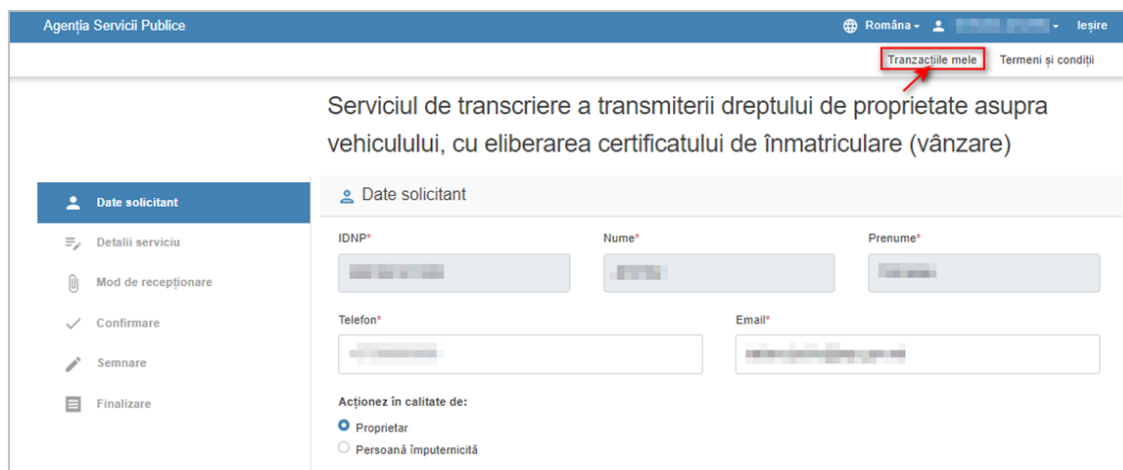 Agenția Servicii Publice
Română
Ieșire
Tranzacțiile mele
Termeni și condiții
Serviciul de transcriere a transmiterii dreptului de proprietate asupra
vehiculului, cu eliberarea certificatului de înmatriculare (vânzare)
Date solicitant
Detalii serviciu
Mod de recepționare
Confirmare
Semnare
Finalizare
Date solicitant
IDNP*
Nume*
Prenume*
Telefon*
Email*
Acționez în calitate de:
Proprietar
Persoană împuternicită